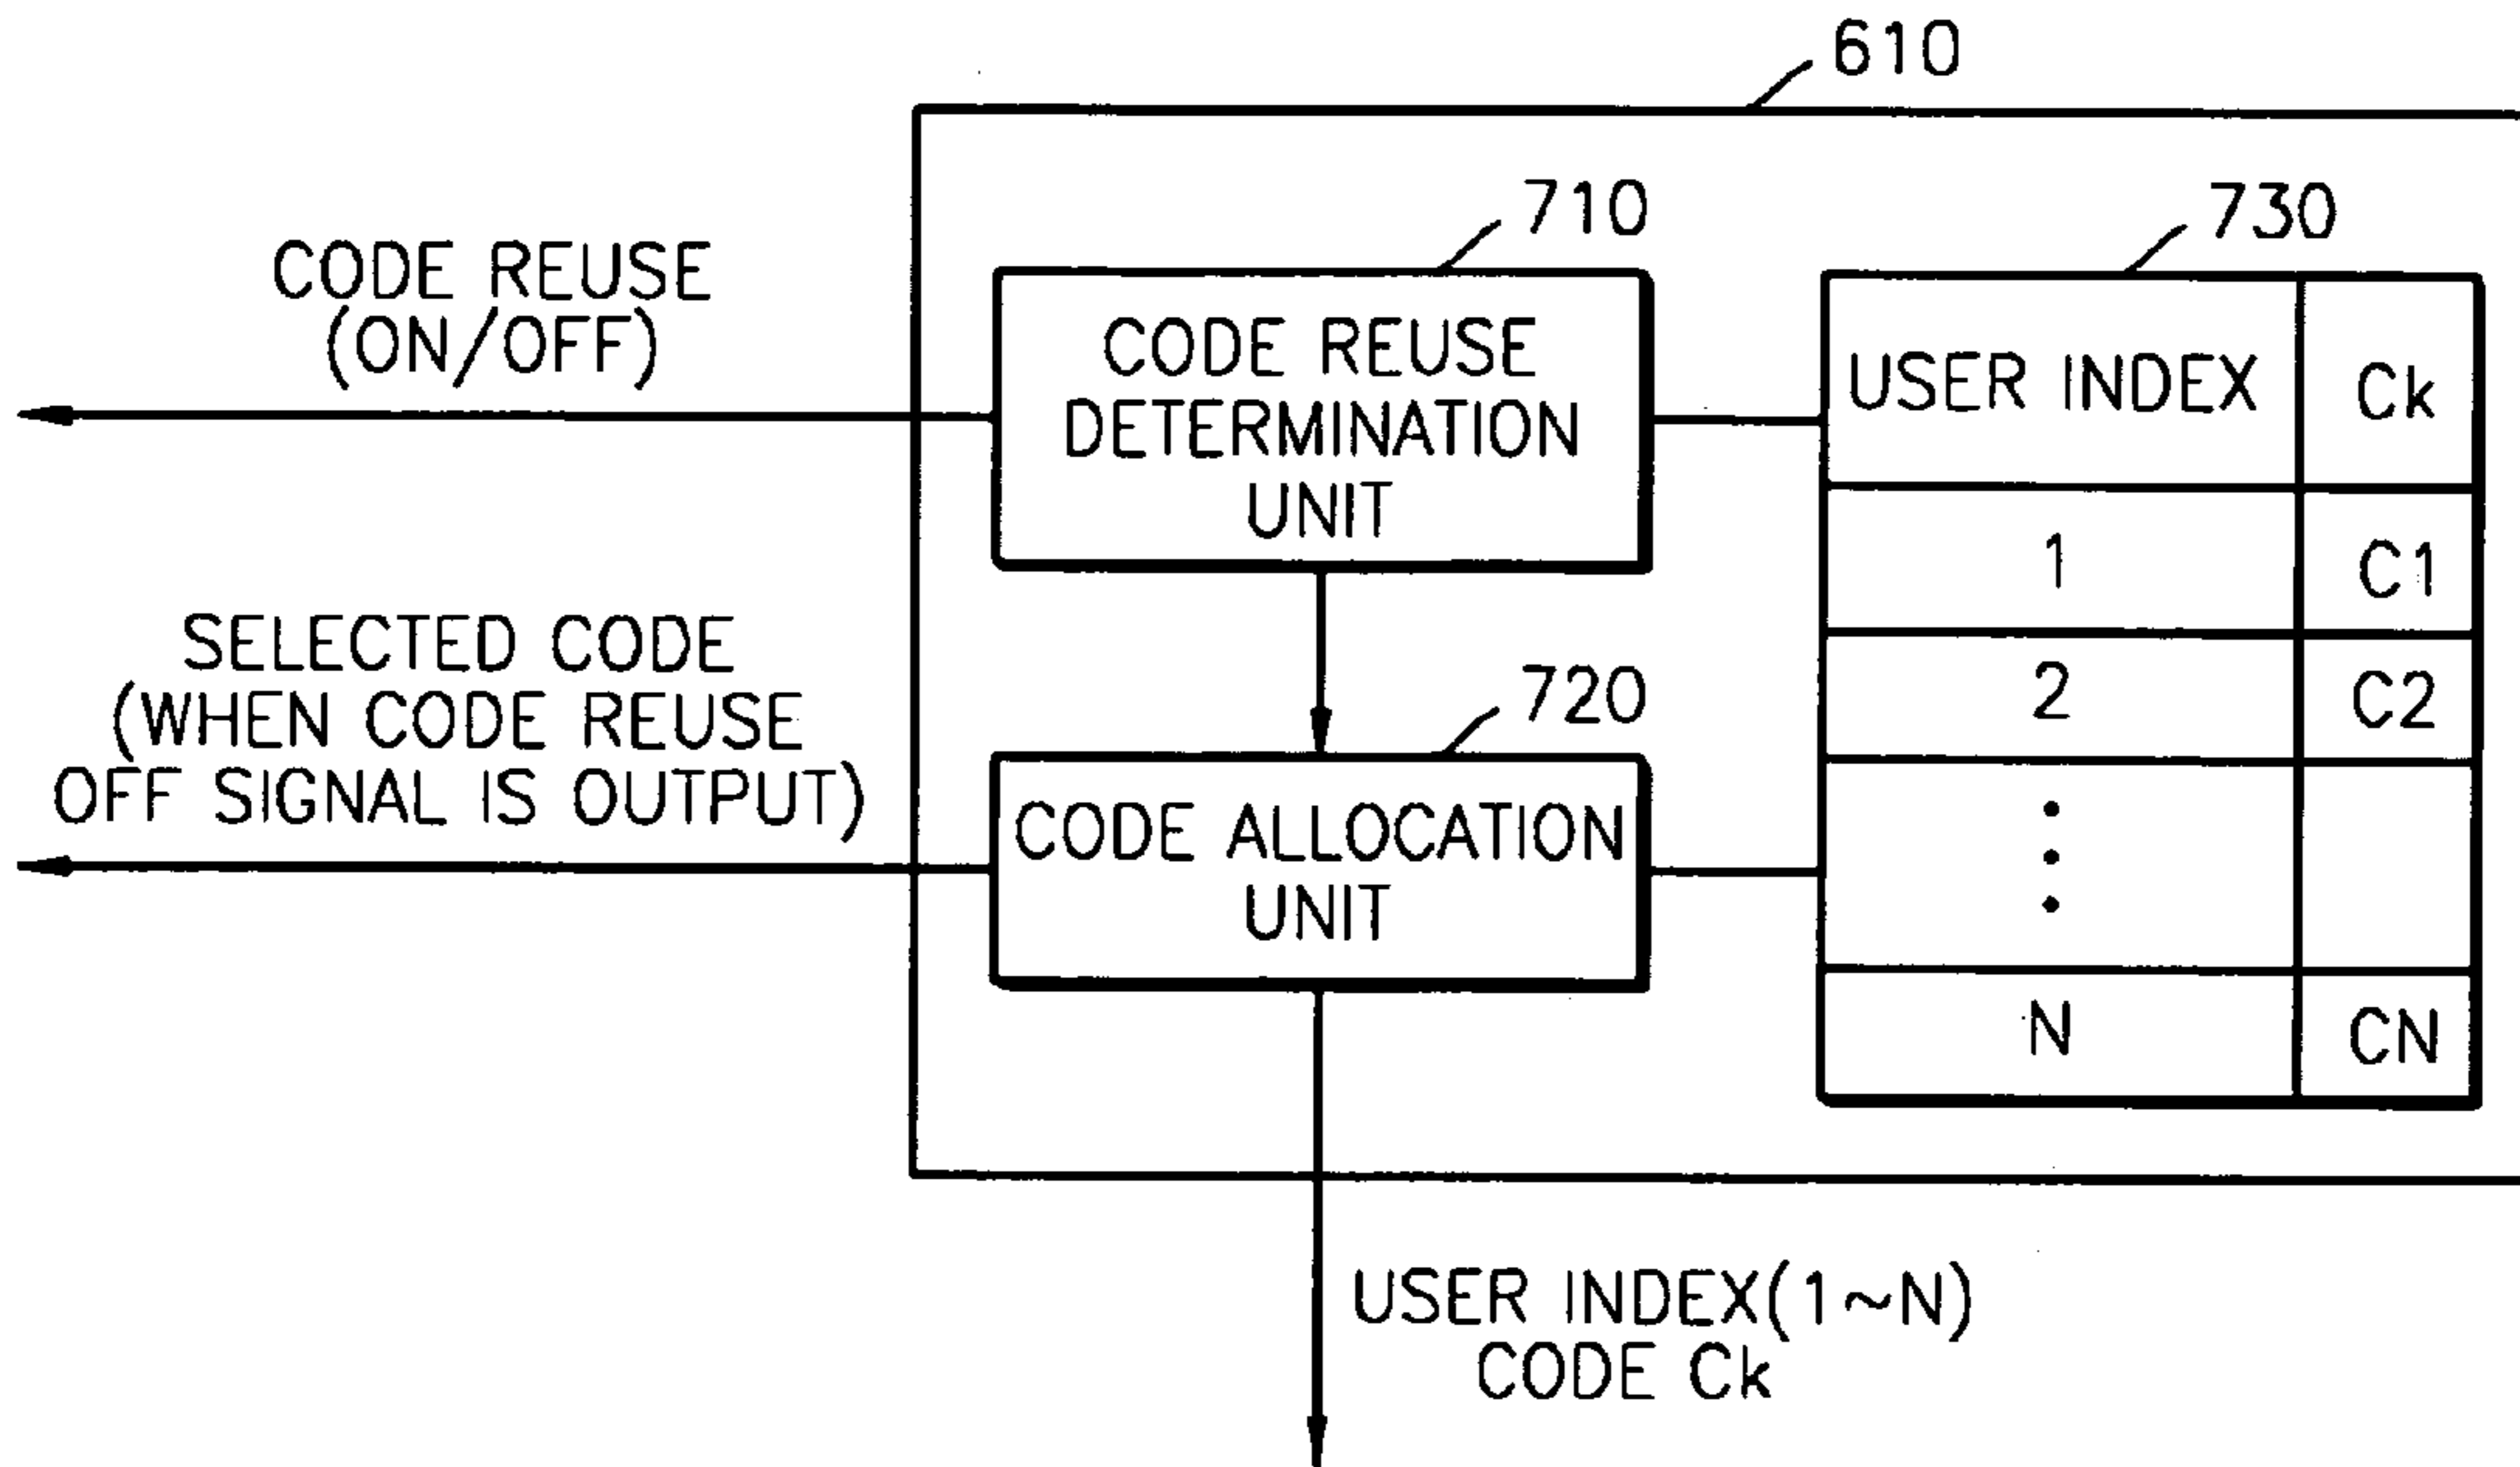 610
710
730
CODE REUSE
(ON/OFF)
CODE REUSE
DETERMINATION
UNIT
USER INDEX Ck
1 C1
2 C2
N CN
SELECTED CODE
(WHEN CODE REUSE
OFF SIGNAL IS OUTPUT)
720
CODE ALLOCATION
UNIT
USER INDEX(1~N)
CODE Ck